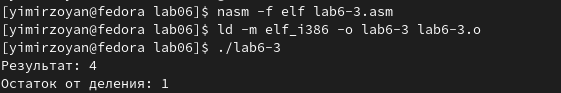 [yimirzoyan@fedora lab06]$ nasm -f elf lab6-3.asm
[yimirzoyan@fedora lab06]$ ld -m elf_i386 -o lab6-3 lab6-3.o
[yimirzoyan@fedora lab06]$ ./lab6-3
Результат: 4
Остаток от деления: 1